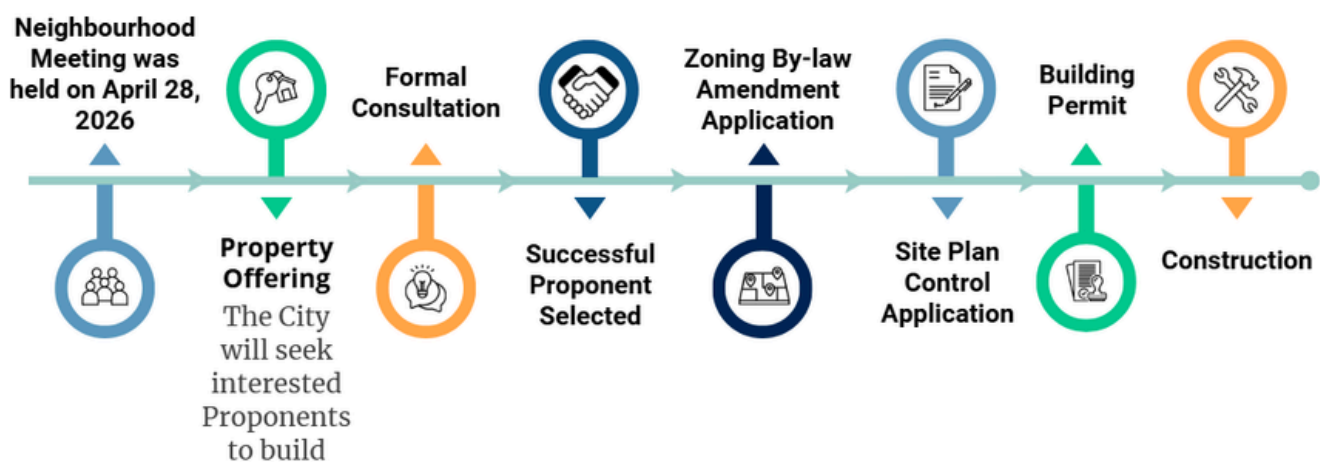 Neighbourhood
Meeting was
held on April 28,
2026
Property
Offering
The City
will seek
interested
Proponents
to build
Formal
Consultation
Successful
Proponent
Selected
Zoning By-law
Amendment
Application
Site Plan
Control
Application
Building
Permit
Construction